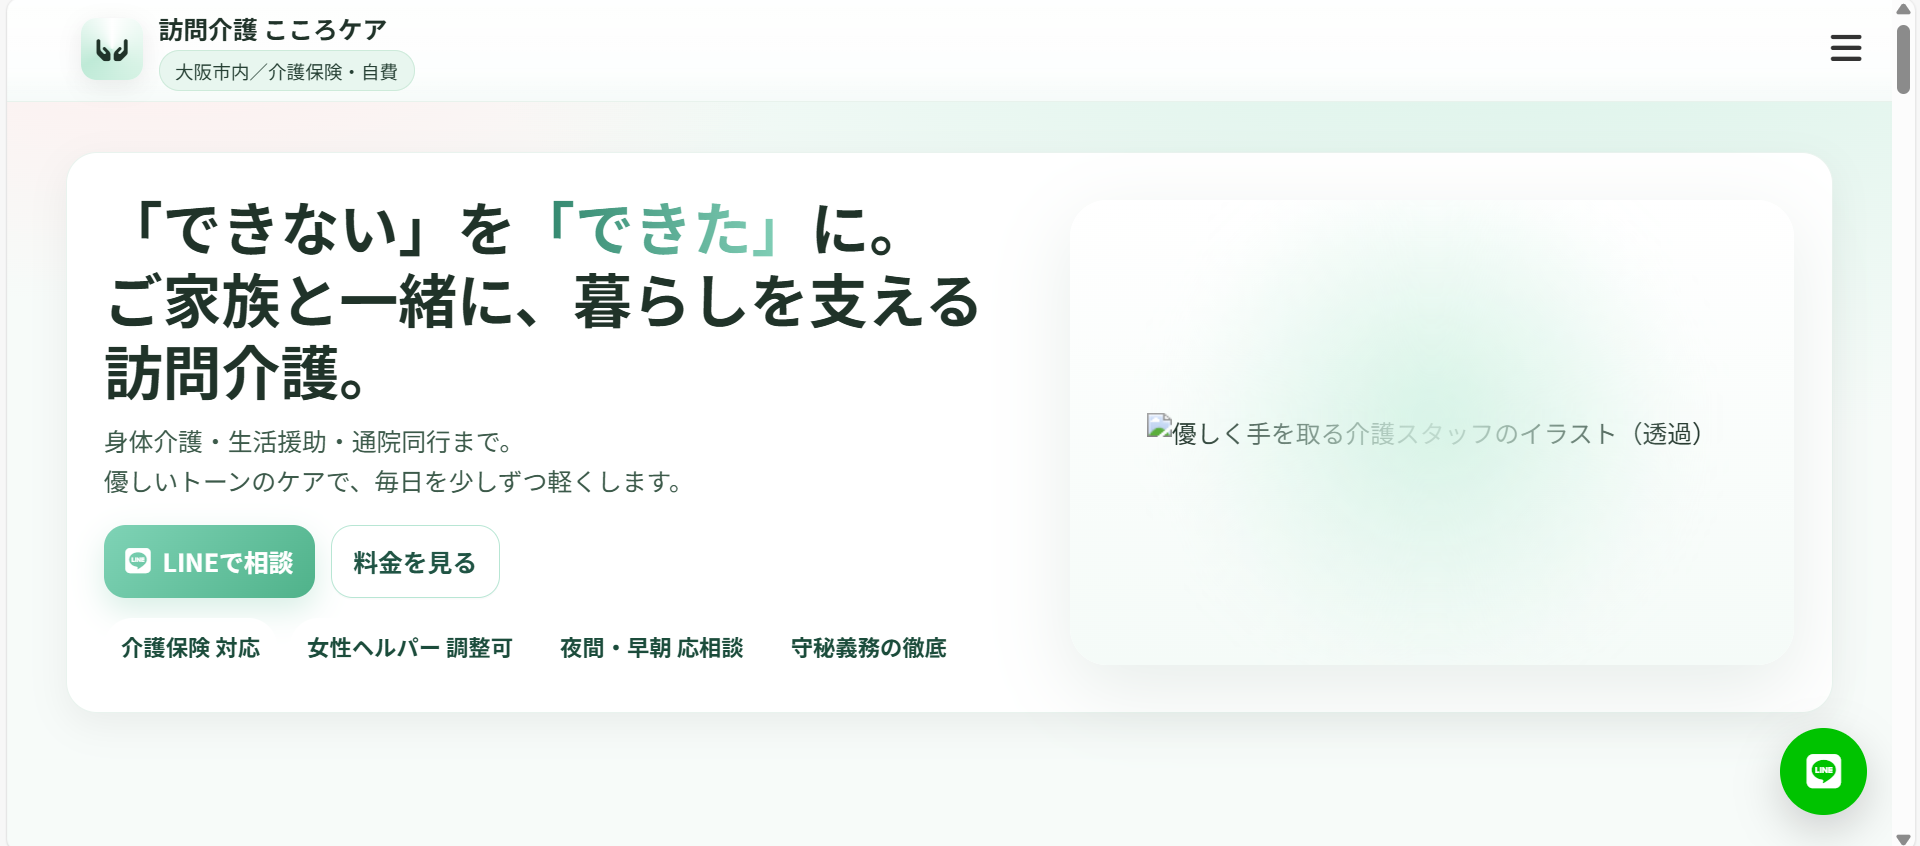 訪問介護 こころケア
大阪市内／介護保険・自費
「できない」を「できた」に。
ご家族と一緒に、暮らしを支える
訪問介護。
身体介護・生活援助・通院同行まで。
優しいトーンのケアで、毎日を少しずつ軽くします。
LINEで相談
料金を見る
介護保険 対応
女性ヘルパー 調整可
夜間・早朝 応相談
守秘義務の徹底
優しく手を取る介護スタッフのイラスト（透過）
LINE